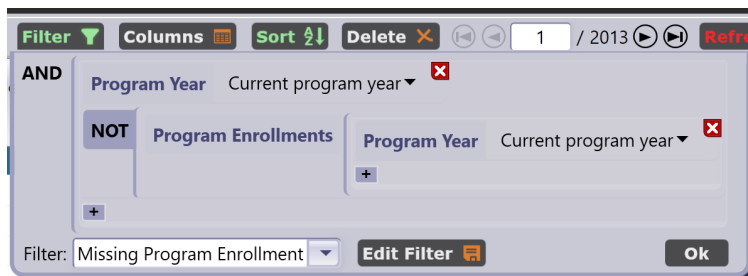 Filter Columns Sort Delete 1 / 2013
AND Program Year Current program year
NOT Program Enrollments Program Year Current program year
+
+
Filter: Missing Program Enrollment Edit Filter Ok